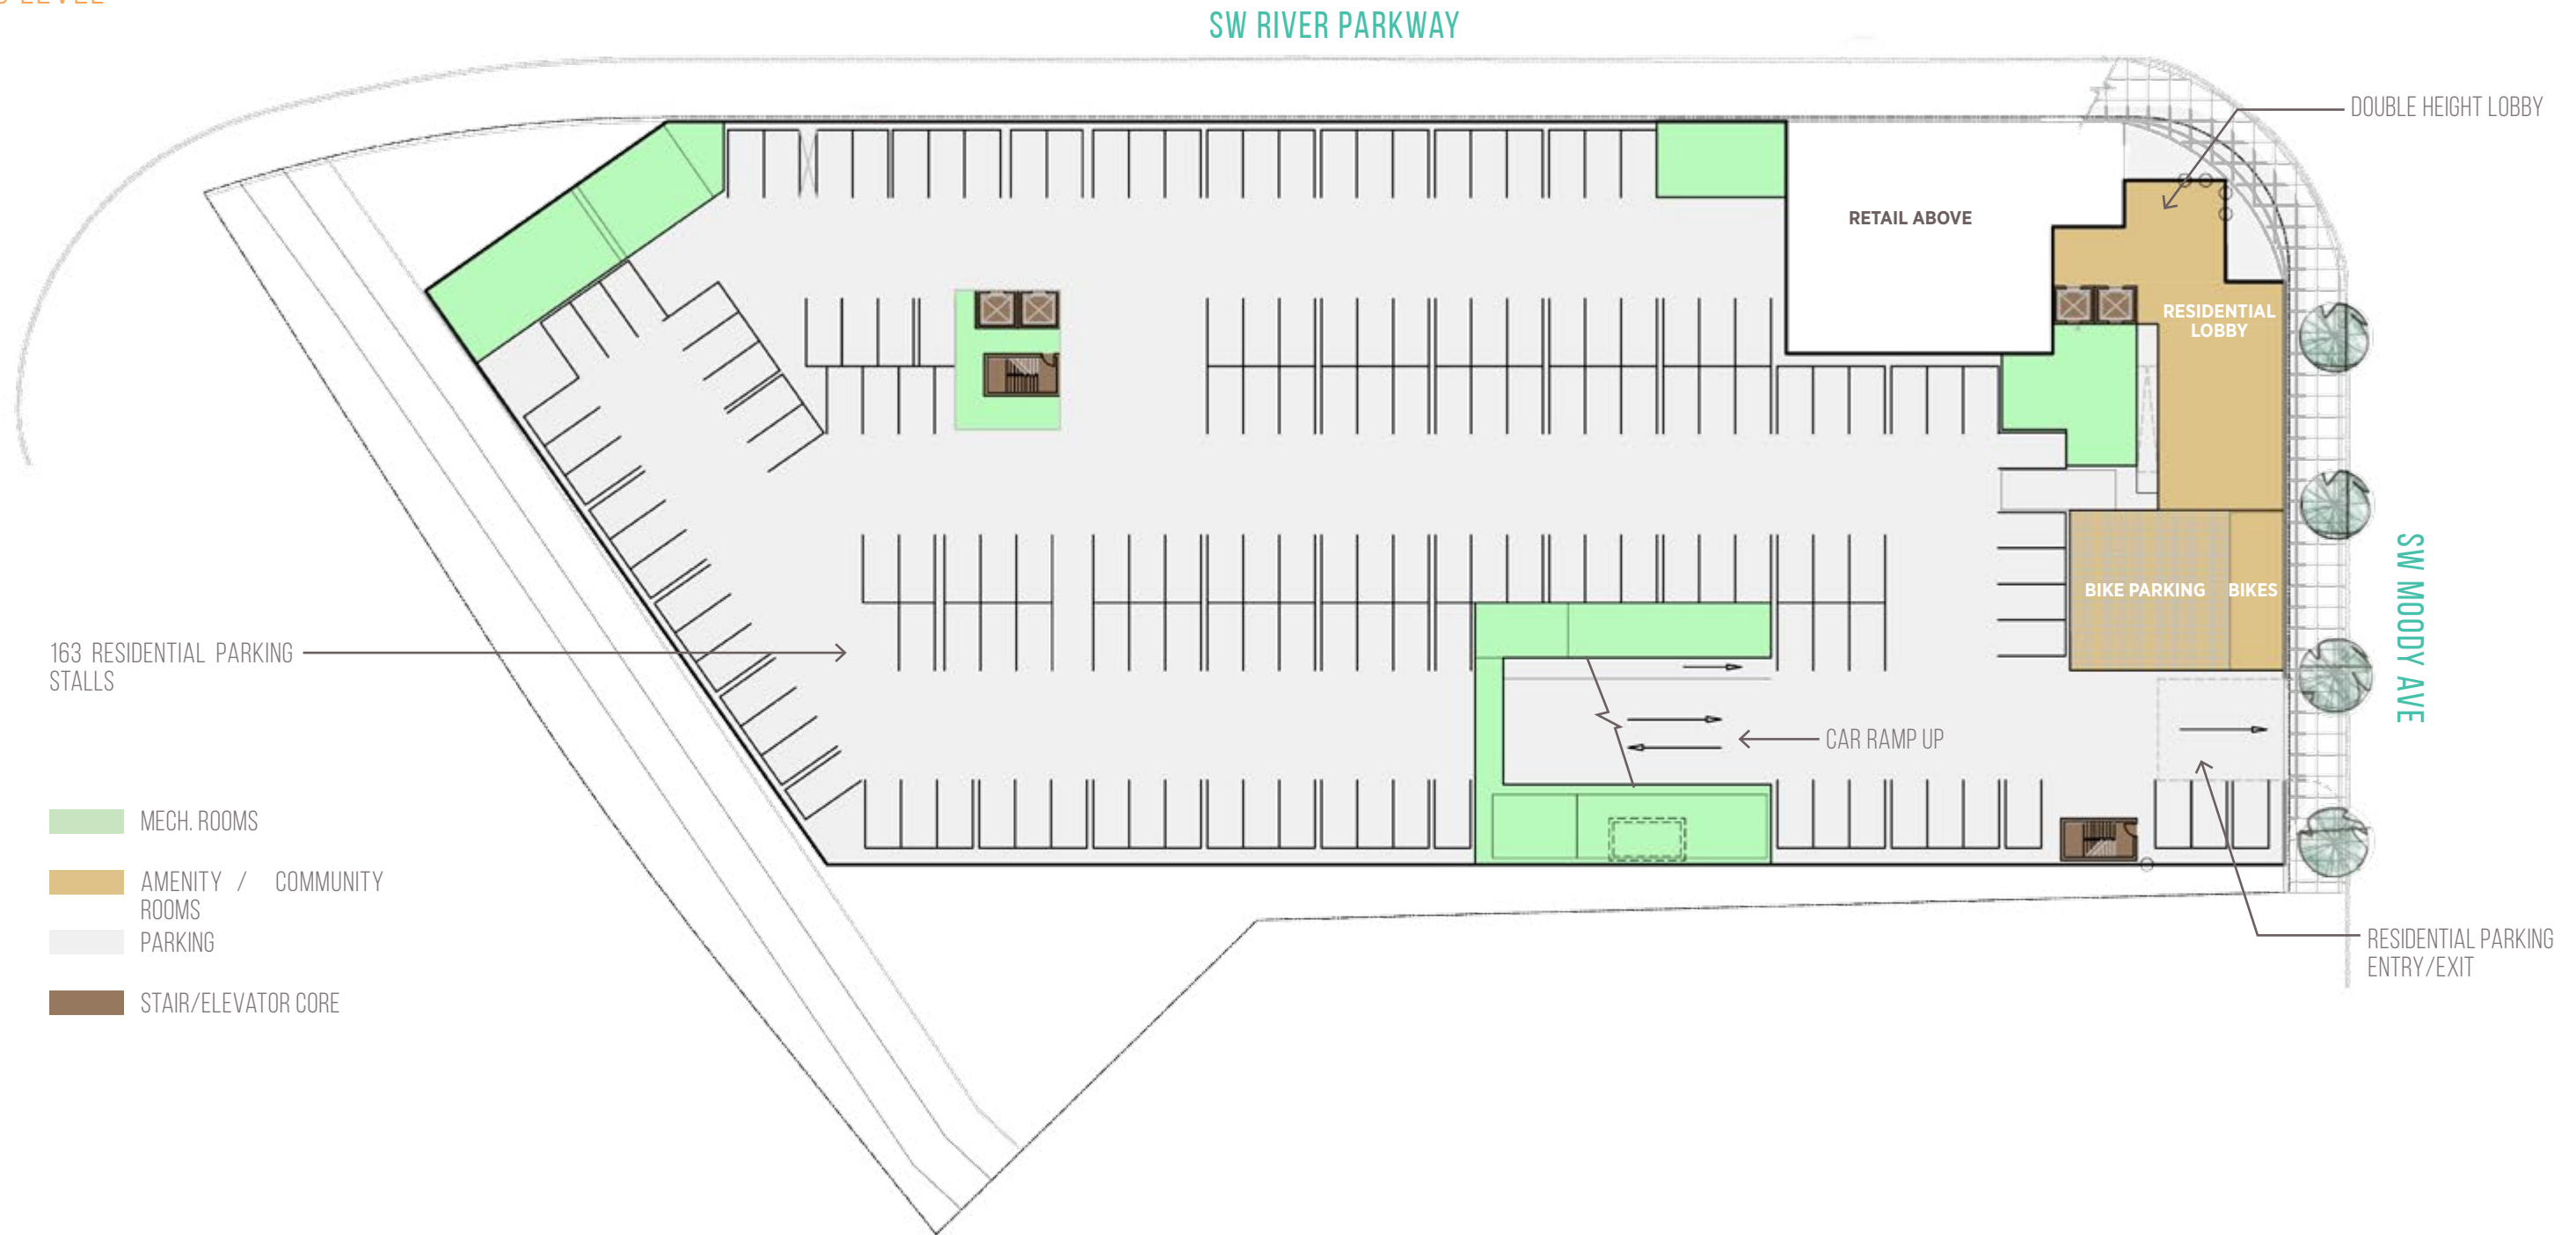 LEVEL
SW RIVER PARKWAY
DOUBLE HEIGHT LOBBY
RETAIL ABOVE
RESIDENTIAL
LOBBY
SW MOODY AVE
BIKE PARKING
BIKES
163 RESIDENTIAL PARKING
STALLS
CAR RAMP UP
MECH. ROOMS
AMENITY / COMMUNITY
ROOMS
PARKING
STAIR/ELEVATOR CORE
RESIDENTIAL PARKING
ENTRY/EXIT